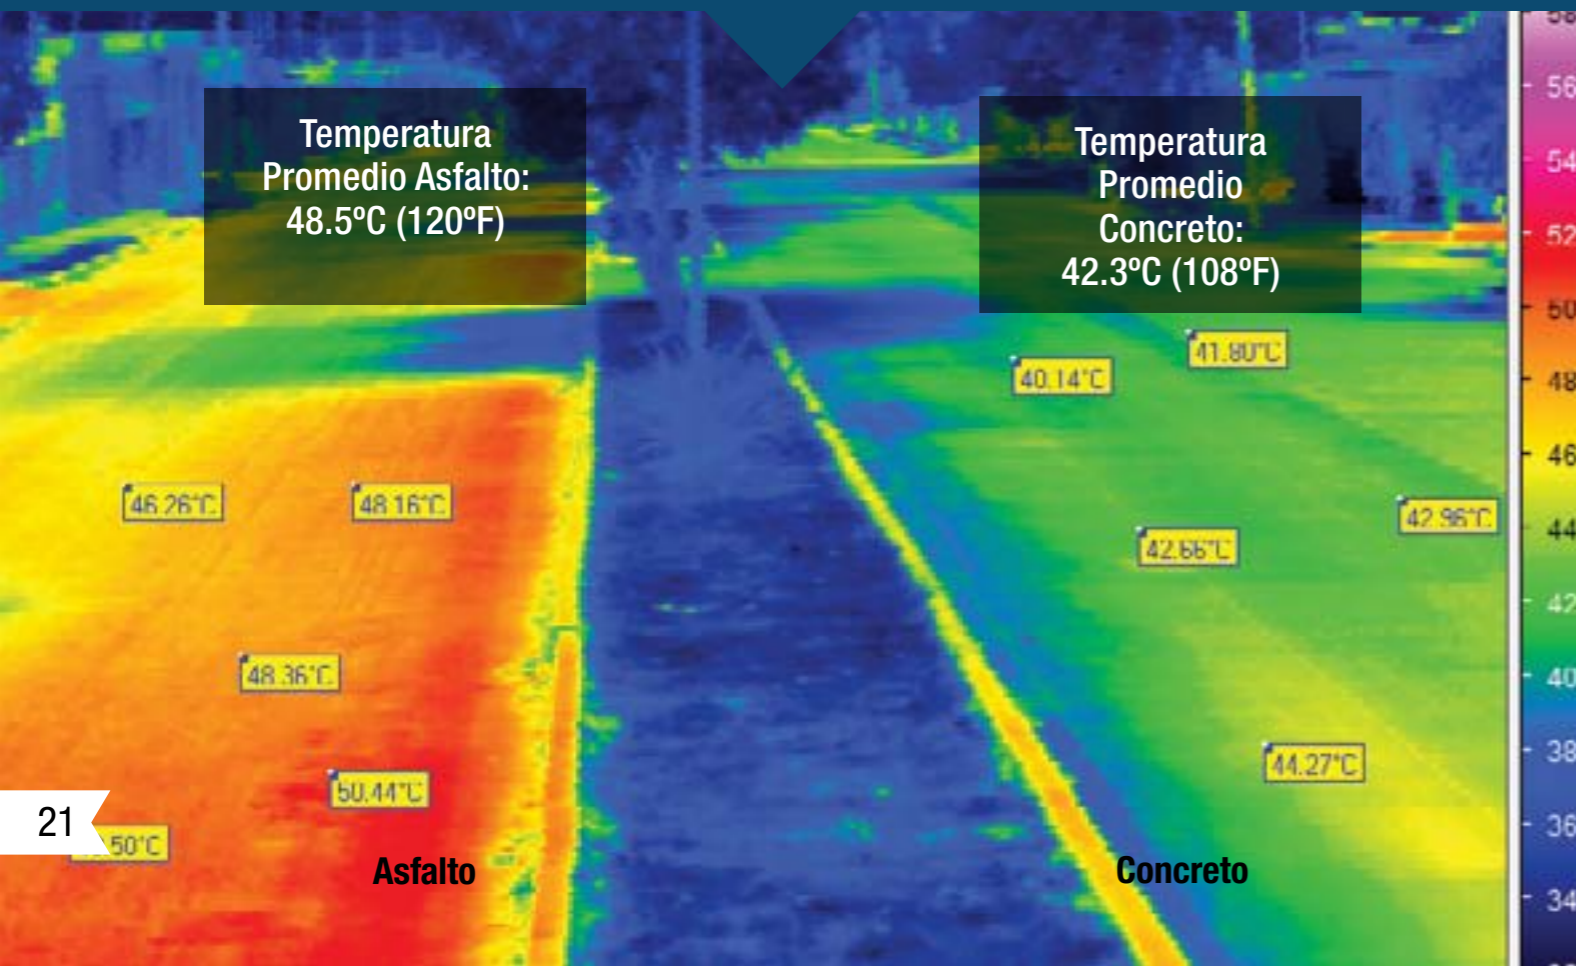 Temperatura
Promedio Asfalto:
48.5ºC (120ºF)
Temperatura
Promedio
Concreto:
42.3ºC (108ºF)
56
54
52
50
48
46
44
42
40
38
36
34
41.80°C
40.14°C
46.26°C
48.16°C
42.96°C
42.66°C
48.36°C
44.27°C
50.44°C
21
.50°C
Asfalto
Concreto